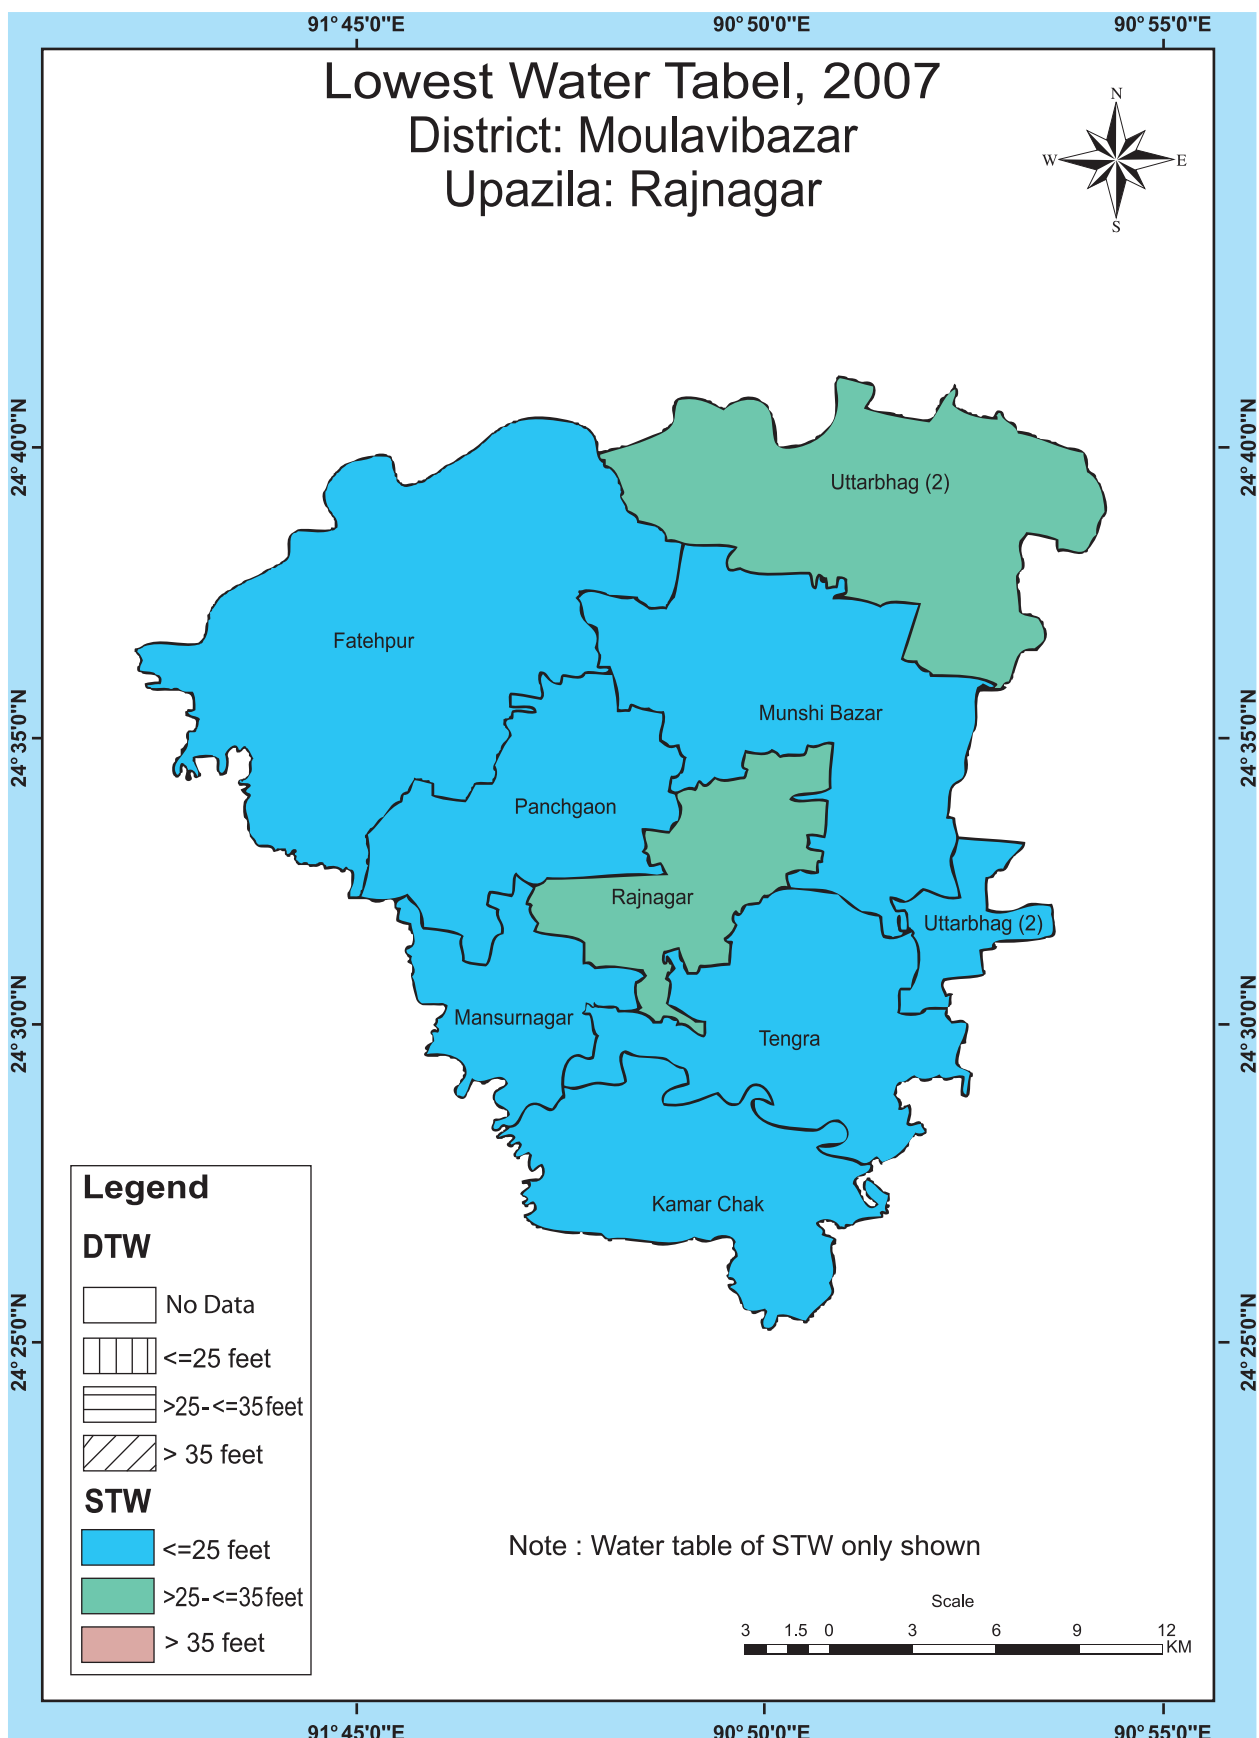 91°45'0"E 90°50'0"E 90°55'0"E
Lowest Water Tabel, 2007
District: Moulavibazar
Upazila: Rajnagar
N
W E
S
24°40'0"N 24°40'0"N
Uttarbhag (2)
Fatehpur
24°35'0"N 24°35'0"N
Munshi Bazar
Panchgaon
Rajnagar
Uttarbhag (2)
24°30'0"N 24°30'0"N
Mansurnagar
Tengra
Kamar Chak
24°25'0"N 24°25'0"N
Legend
DTW
No Data
<=25 feet
>25-<=35feet
> 35 feet
STW
<=25 feet
>25-<=35feet
> 35 feet
Note : Water table of STW only shown
Scale
3 1.5 0 3 6 9 12
KM
91°45'0"E 90°50'0"E 90°55'0"E